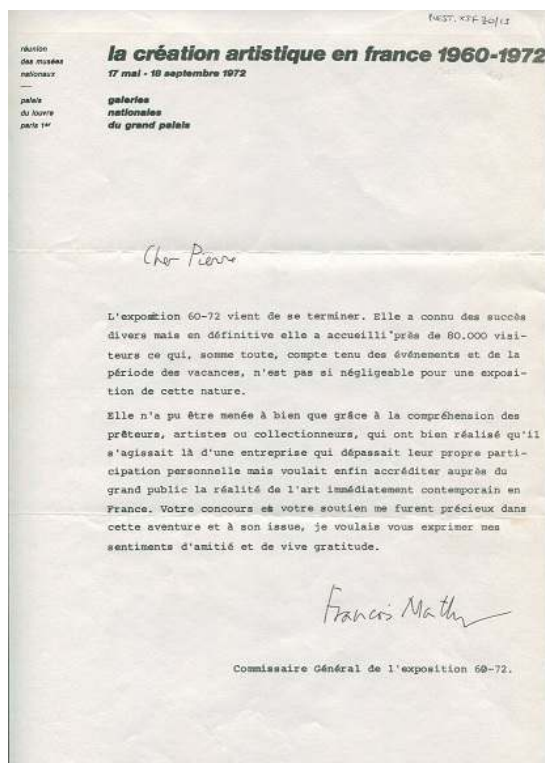 REST. XSF 20/13
réunion
des musées
nationaux
—
palais
du louvre
paris 1er
la création artistique en france 1960-1972
17 mai - 18 septembre 1972
galeries
nationales
du grand palais
Cher Pierre
L'exposition 60-72 vient de se terminer. Elle a connu des succès
divers mais en définitive elle a accueilli près de 80.000 visi-
teurs ce qui, somme toute, compte tenu des événements et de la
période des vacances, n'est pas si négligeable pour une exposi-
tion de cette nature.
Elle n'a pu être menée à bien que grâce à la compréhension des
prêteurs, artistes ou collectionneurs, qui ont bien réalisé qu'il
s'agissait là d'une entreprise qui dépassait leur propre parti-
cipation personnelle mais voulait enfin accréditer auprès du
grand public la réalité de l'art immédiatement contemporain en
France. Votre concours et votre soutien me furent précieux dans
cette aventure et à son issue, je voulais vous exprimer mes
sentiments d'amitié et de vive gratitude.
François Mathey
Commissaire Général de l'exposition 60-72.